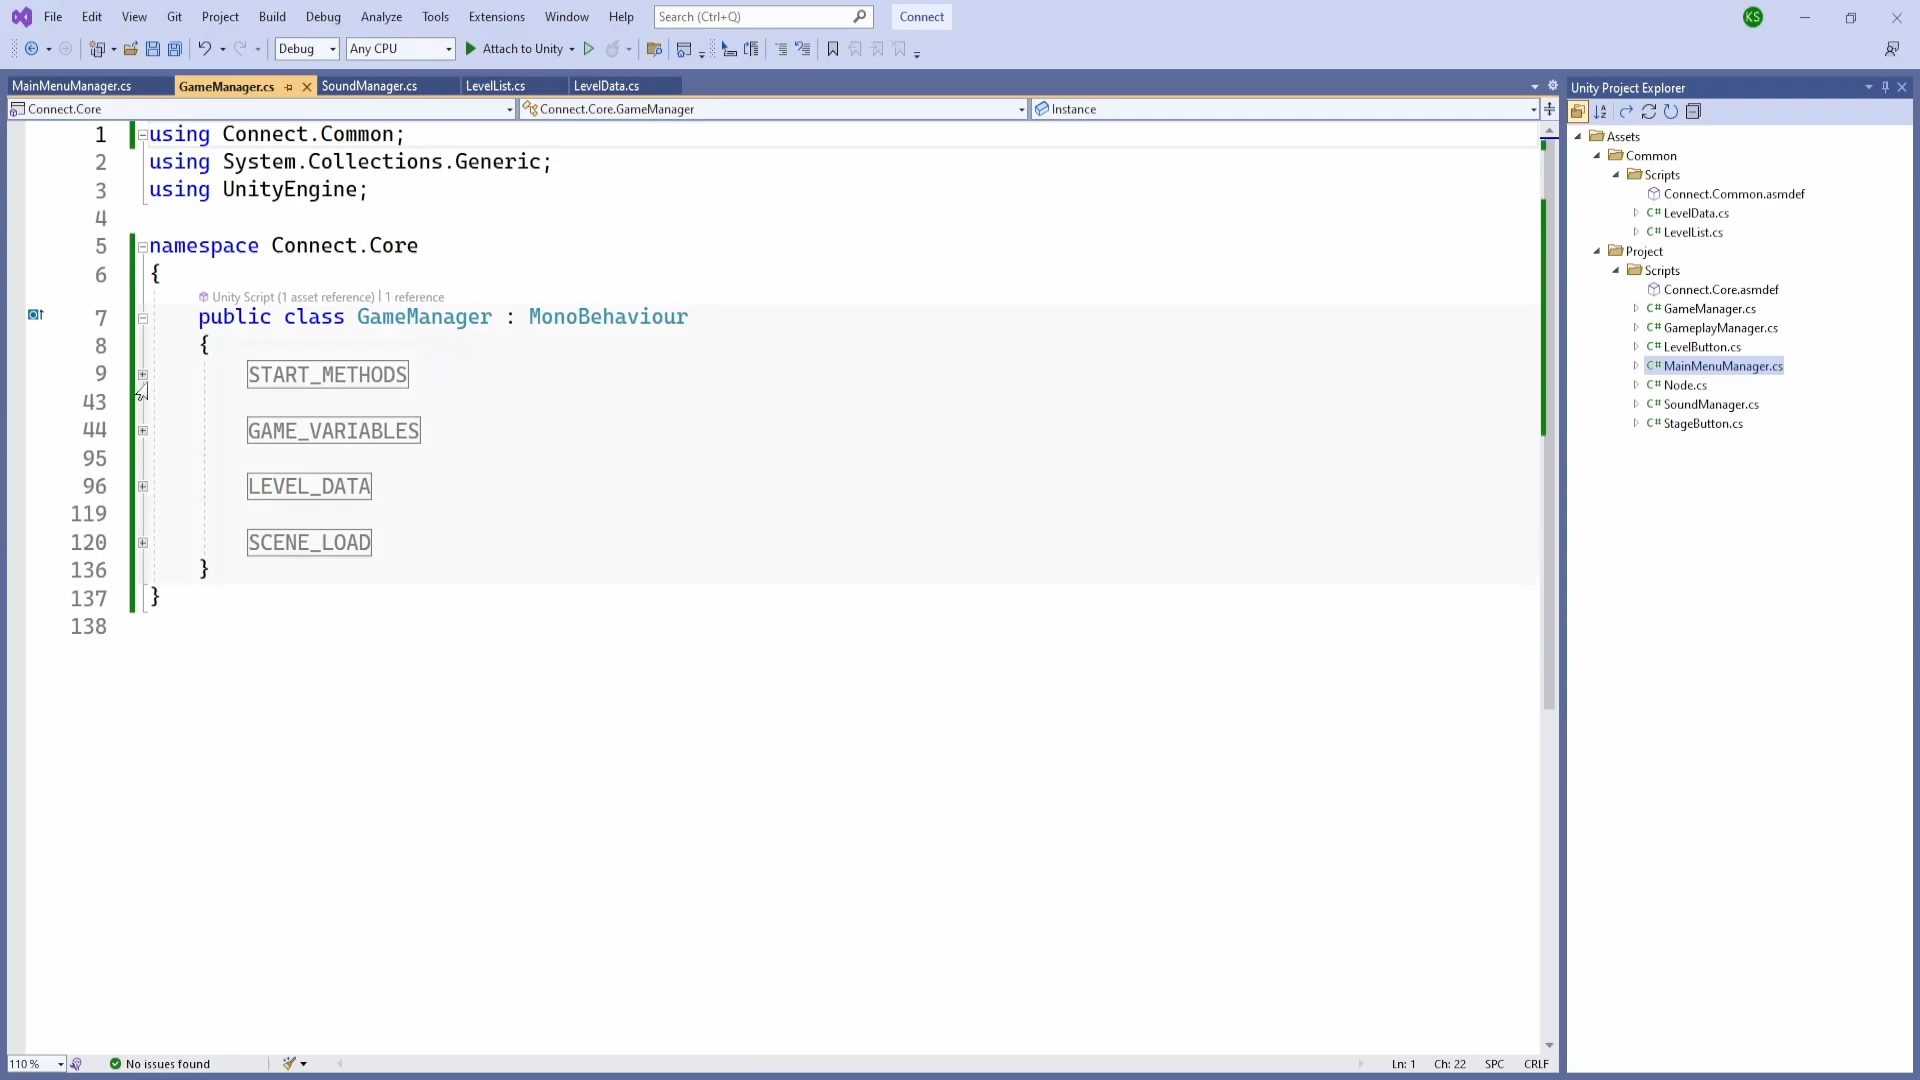 File Edit View Git Project Build Debug Analyze Tools Extensions Window Help Search (Ctrl+Q) Connect KS
Debug Any CPU Attach to Unity
MainMenuManager.cs GameManager.cs SoundManager.cs LevelList.cs LevelData.cs
Connect.Core Connect.Core.GameManager Instance
1 using Connect.Common;
2 using System.Collections.Generic;
3 using UnityEngine;
4
5 namespace Connect.Core
6 {
Unity Script (1 asset reference) | 1 reference
7 public class GameManager : MonoBehaviour
8 {
9 START_METHODS
43
44 GAME_VARIABLES
95
96 LEVEL_DATA
119
120 SCENE_LOAD
136 }
137 }
138
110 % No issues found Ln: 1 Ch: 22 SPC CRLF
Unity Project Explorer
Assets
Common
Scripts
Connect.Common.asmdef
C# LevelData.cs
C# LevelList.cs
Project
Scripts
Connect.Core.asmdef
C# GameManager.cs
C# GameplayManager.cs
C# LevelButton.cs
C# MainMenuManager.cs
C# Node.cs
C# SoundManager.cs
C# StageButton.cs